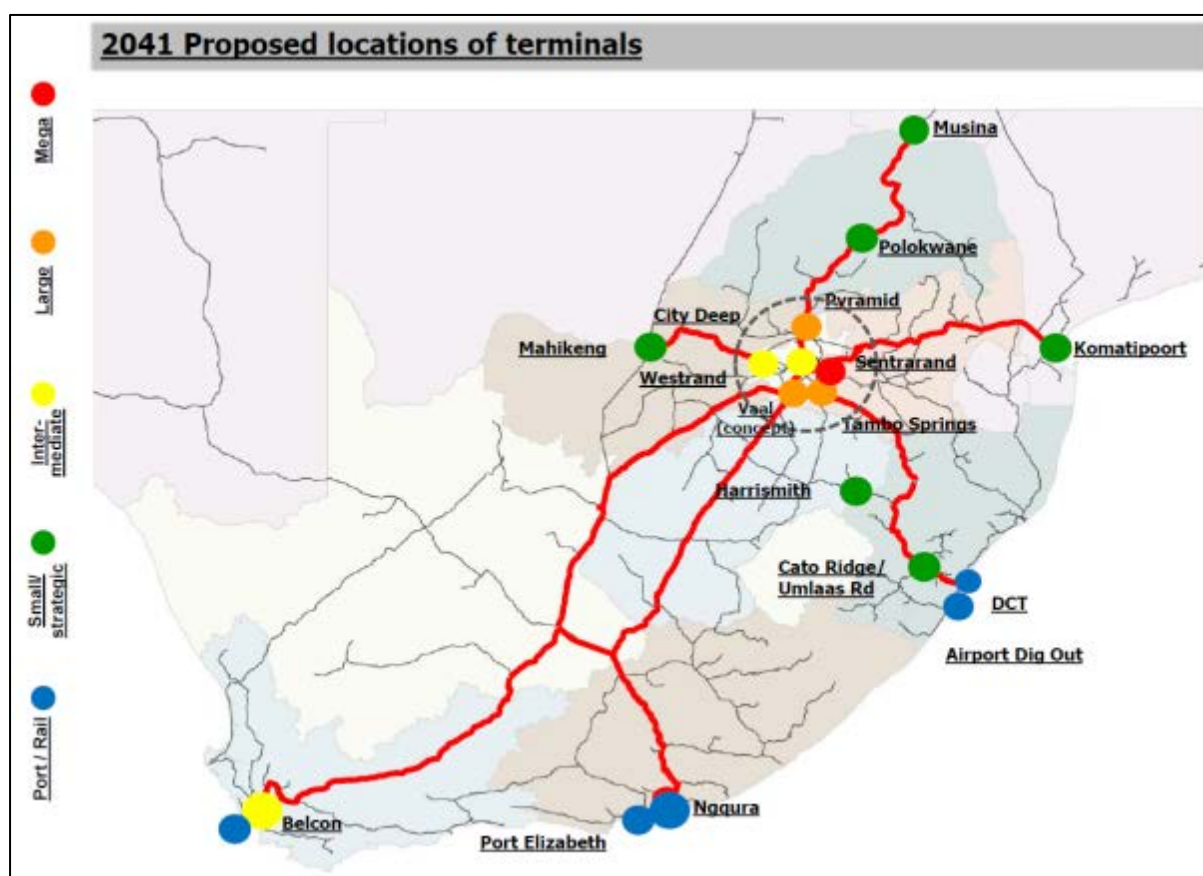 2041 Proposed locations of terminals
Mega
Large
Inter-
mediate
Small/
strategic
Port / Rail
Musina
Polokwane
Pyramid
City Deep
Mahikeng
Westrand
Sentrarand
Komatipoort
Vaal
(concept)
Tambo Springs
Harrismith
Cato Ridge/
Umlaas Rd
DCT
Airport Dig Out
Belcon
Port Elizabeth
Ngqura